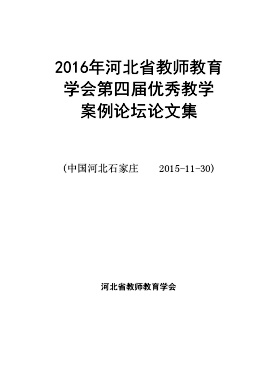 2016年河北省教师教育
学会第四届优秀教学
案例论坛论文集
(中国河北石家庄 2015-11-30)
河北省教师教育学会